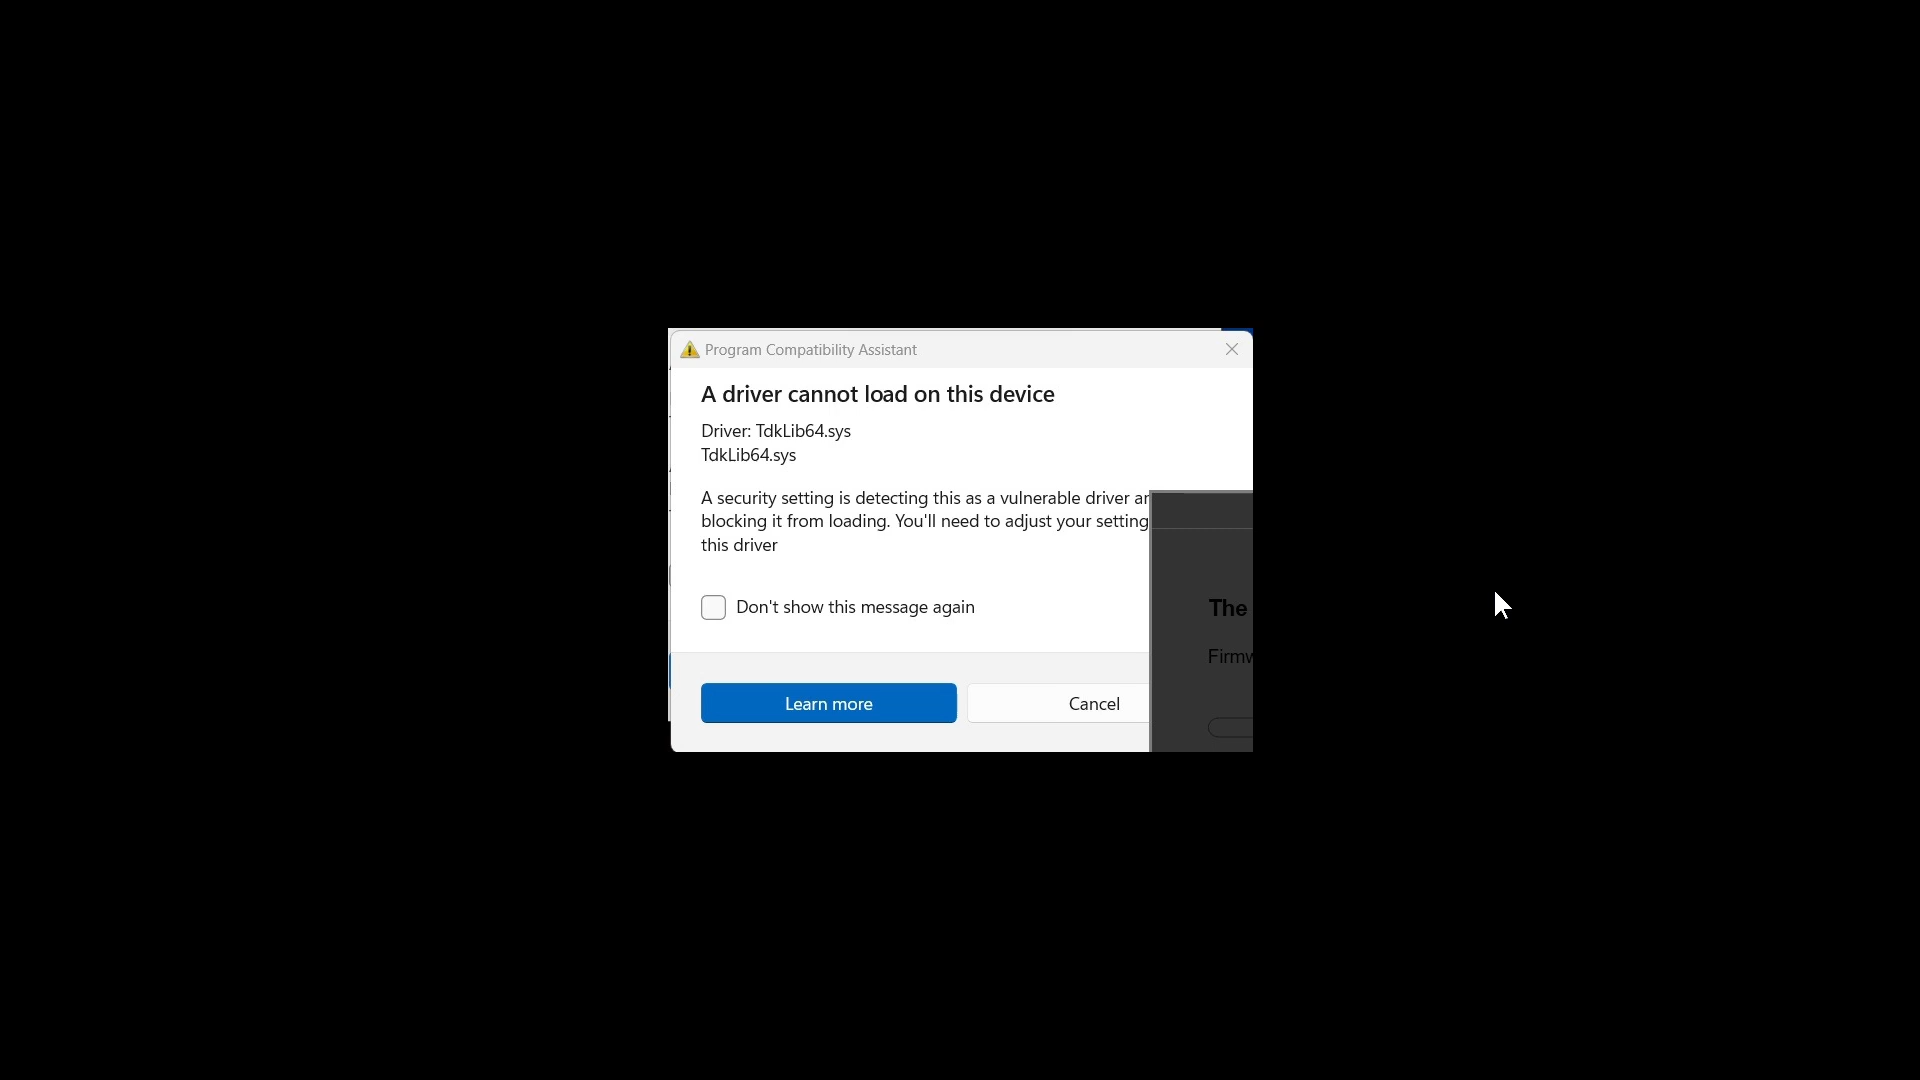 Program Compatibility Assistant
A driver cannot load on this device
Driver: TdkLib64.sys
TdkLib64.sys
A security setting is detecting this as a vulnerable driver
blocking it from loading. You'll need to adjust your setting
this driver
Don't show this message again
The
Learn more
Cancel